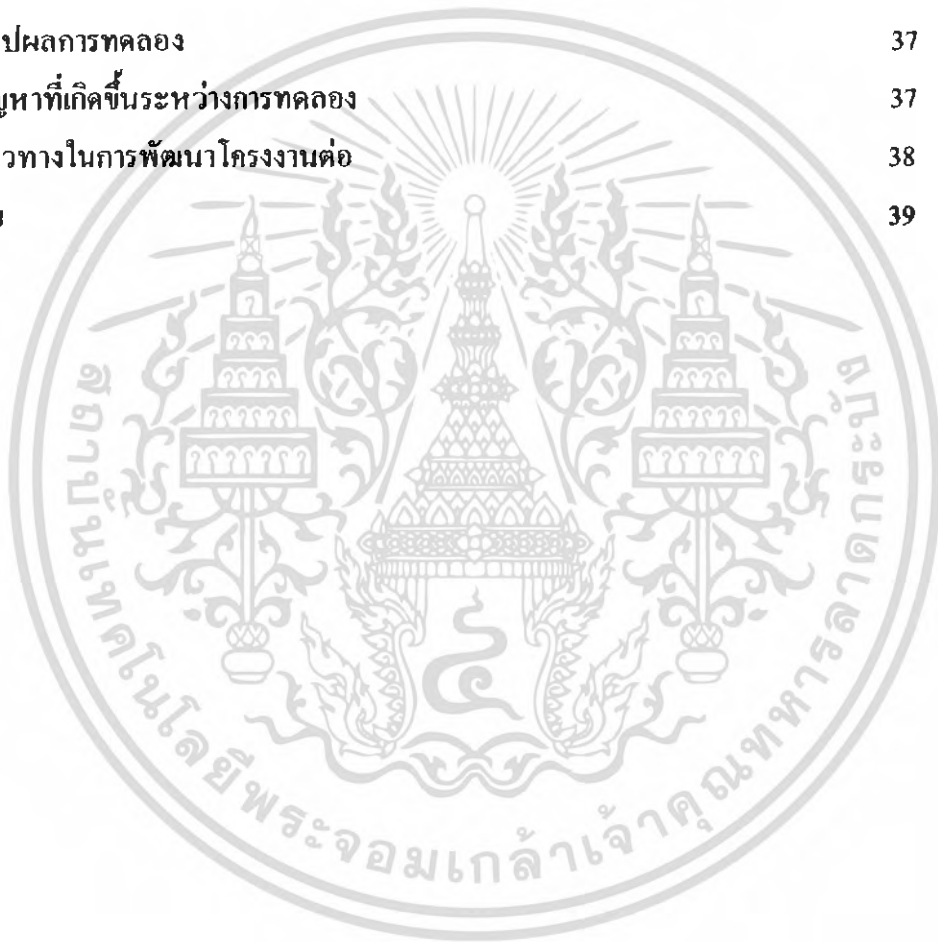 ปผลการทดลอง 37
ญหาที่เกิดขึ้นระหว่างการทดลอง 37
วทางในการพัฒนาโครงงานต่อ 38
39
สถาบันเทคโนโลยีพระจอมเกล้าเจ้าคุณทหารลาดกระบัง
๔